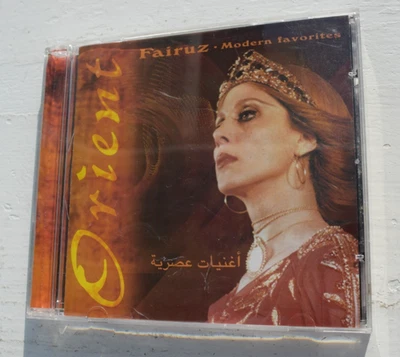 Fairuz · Modern favorites
Orient
أغنيات عصرية